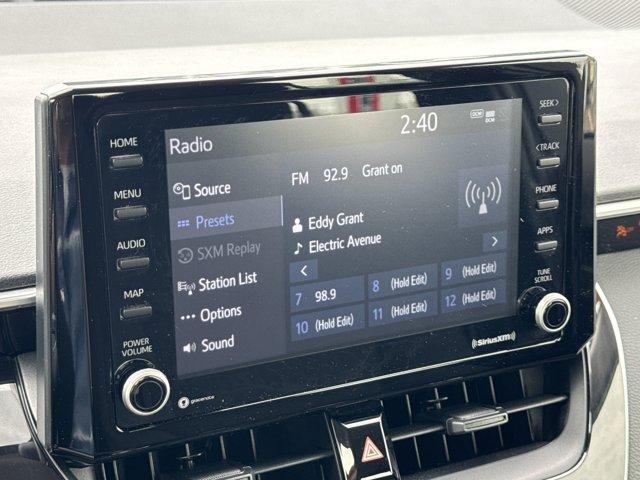 HOME
MENU
AUDIO
MAP
POWER
VOLUME
Radio
2:40
DCM
DCM
Source
Presets
SXM Replay
Station List
Options
Sound
FM 92.9 Grant on
Eddy Grant
Electric Avenue
<
>
7 98.9
8 (Hold Edit)
9 (Hold Edit)
10 (Hold Edit)
11 (Hold Edit)
12 (Hold Edit)
SEEK >
< TRACK
PHONE
APPS
TUNE
SCROLL
gracenote
SiriusXM